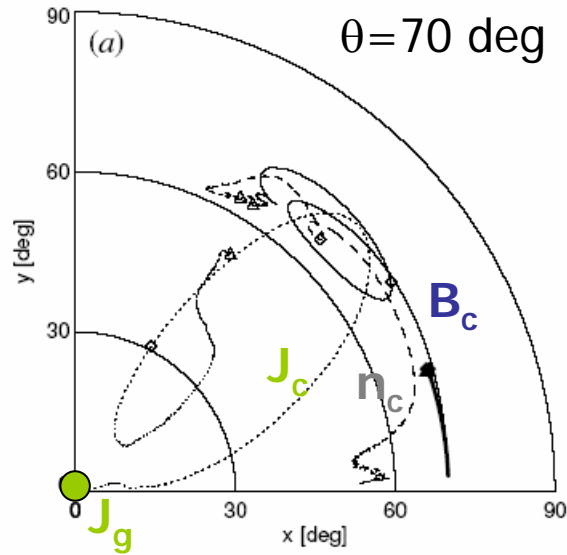 90
(a)
θ=70 deg
60
y [deg]
30
B_c
J_c
n_c
0
J_g
0
30
60
90
x [deg]